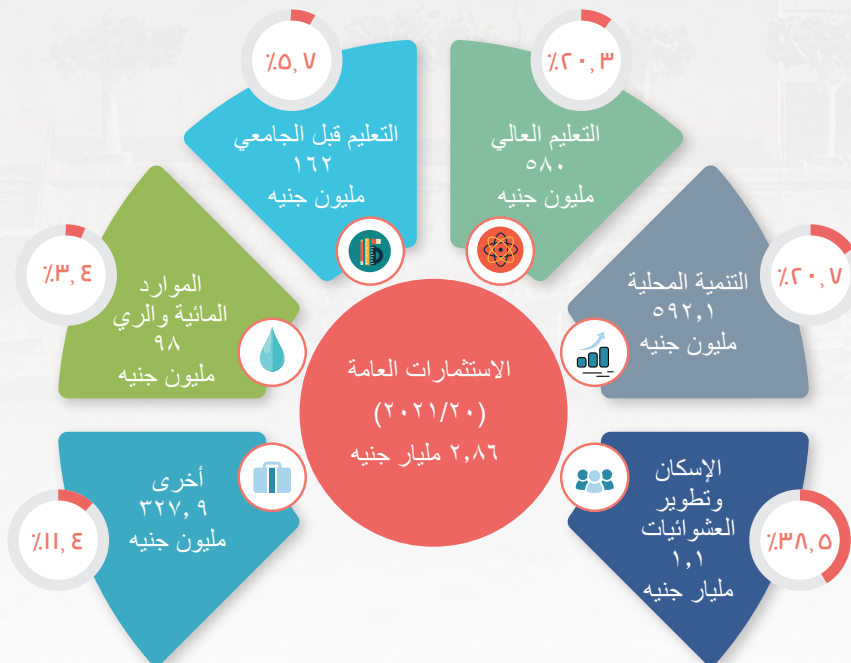 الاستثمارات العامة
(٢٠٢١/٢٠)
٢,٨٦ مليار جنيه
٪٣٨,٥
الإسكان
وتطوير
العشوائيات
١,١
مليار جنيه
٪٢٠,٧
التنمية المحلية
٥٩٢,١
مليون جنيه
٪٢٠,٣
التعليم العالي
٥٨٠
مليون جنيه
٪٥,٧
التعليم قبل الجامعي
١٦٢
مليون جنيه
٪٣,٤
الموارد
المائية والري
٩٨
مليون جنيه
٪١١,٤
أخرى
٣٢٧,٩
مليون جنيه